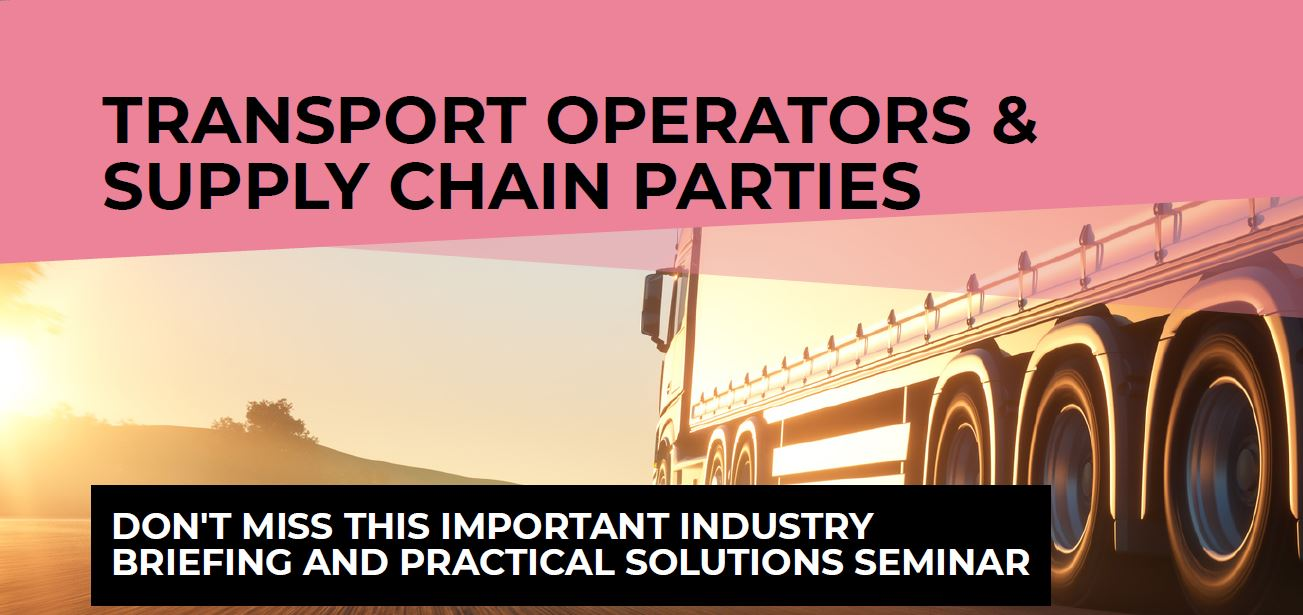 TRANSPORT OPERATORS &
SUPPLY CHAIN PARTIES
DON'T MISS THIS IMPORTANT INDUSTRY
BRIEFING AND PRACTICAL SOLUTIONS SEMINAR